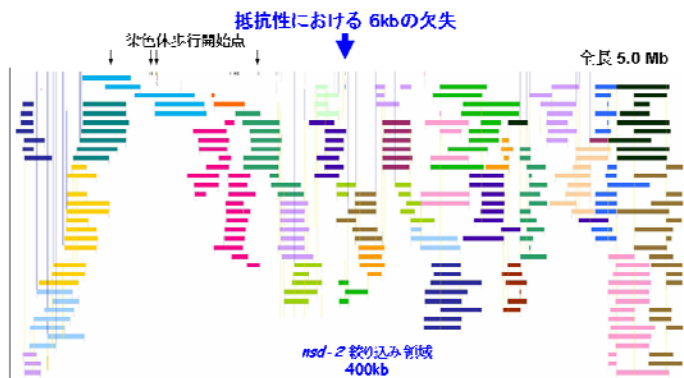 抵抗性における 6kbの欠失
染色体歩行開始点
全長 5.0 Mb
nsd-2 絞り込み領域
400kb